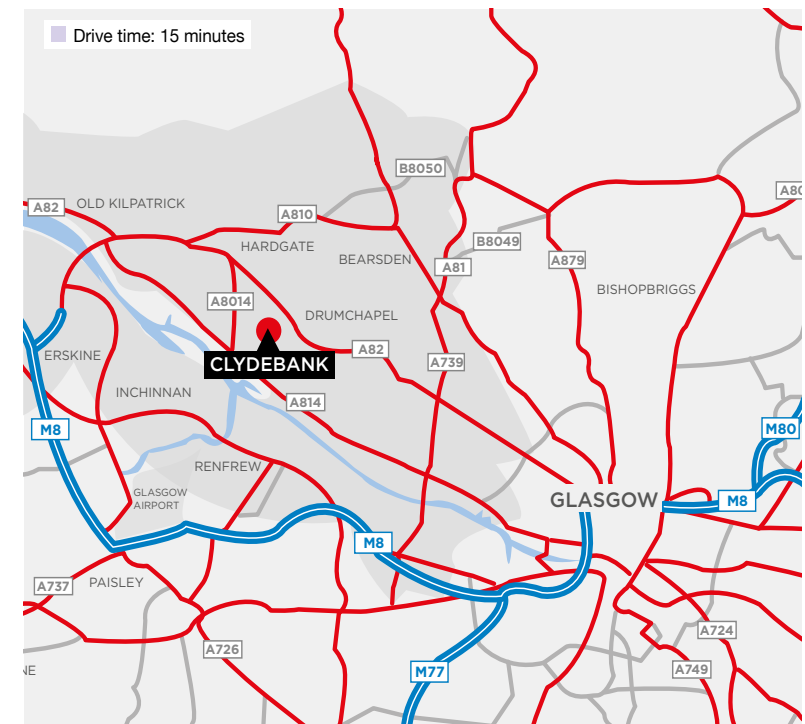 Drive time: 15 minutes
B8050
A80
OLD KILPATRICK
A82
A810
B8049
HARDGATE
BEARSDEN
A81
A879
BISHOPBRIGGS
A8014
DRUMCHAPEL
A82
ERSKINE
CLYDEBANK
A739
INCHINNAN
A814
M8
M80
RENFREW
GLASGOW
AIRPORT
GLASGOW
M8
M8
PAISLEY
A737
A724
A726
A749
NE
M77